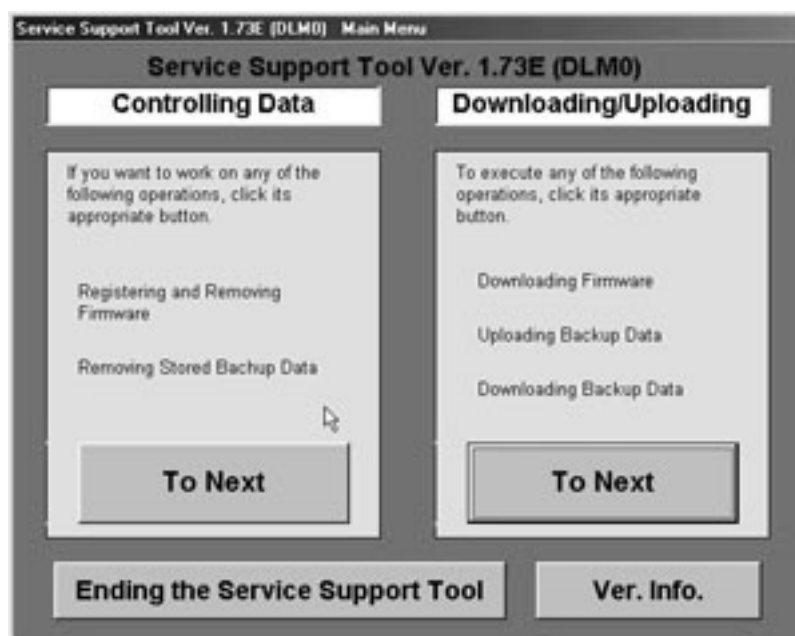 Service Support Tool Ver. 1.73E (DLM0) Main Menu
Service Support Tool Ver. 1.73E (DLM0)
Controlling Data
If you want to work on any of the
following operations, click its
appropriate button.
Registering and Removing
Firmware
Removing Stored Bachup Data
To Next
Downloading/Uploading
To execute any of the following
operations, click its appropriate
button.
Downloading Firmware
Uploading Backup Data
Downloading Backup Data
To Next
Ending the Service Support Tool
Ver. Info.